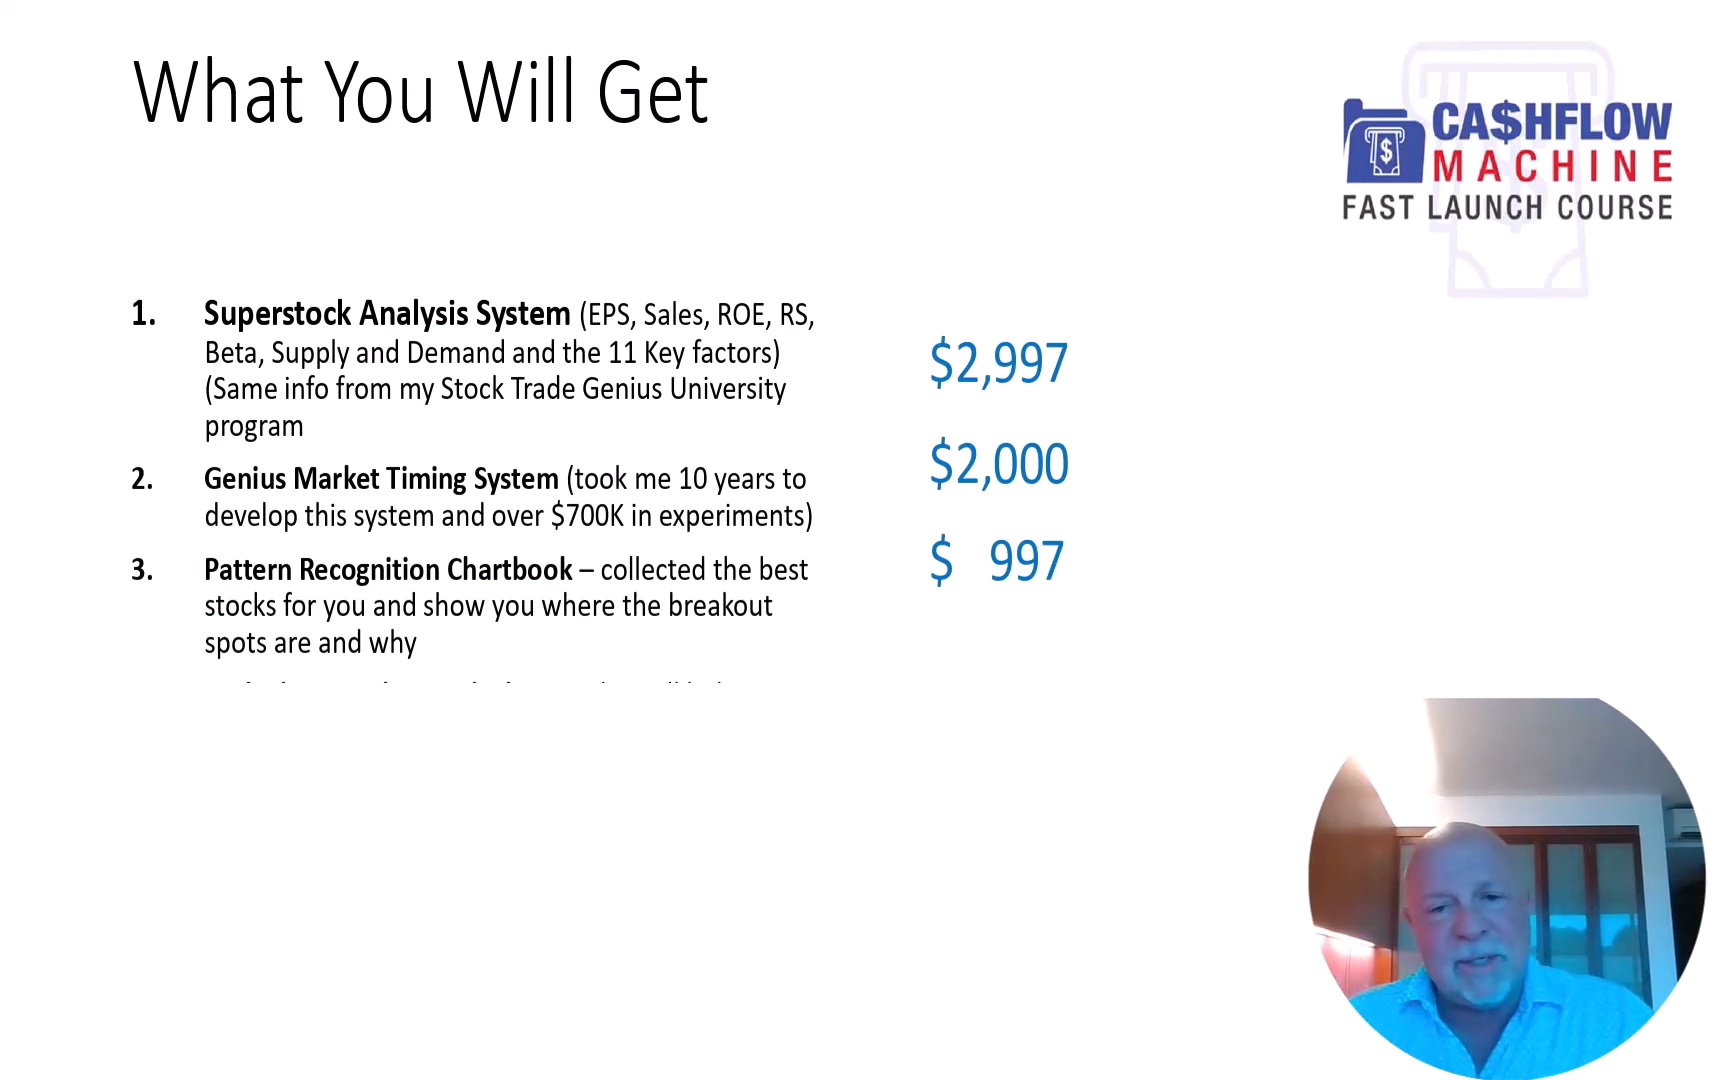 What You Will Get
CA$HFLOW
MACHINE
FAST LAUNCH COURSE
1. Superstock Analysis System (EPS, Sales, ROE, RS,
Beta, Supply and Demand and the 11 Key factors)
(Same info from my Stock Trade Genius University
program
$2,997
2. Genius Market Timing System (took me 10 years to
develop this system and over $700K in experiments)
$2,000
3. Pattern Recognition Chartbook – collected the best
stocks for you and show you where the breakout
spots are and why
$ 997